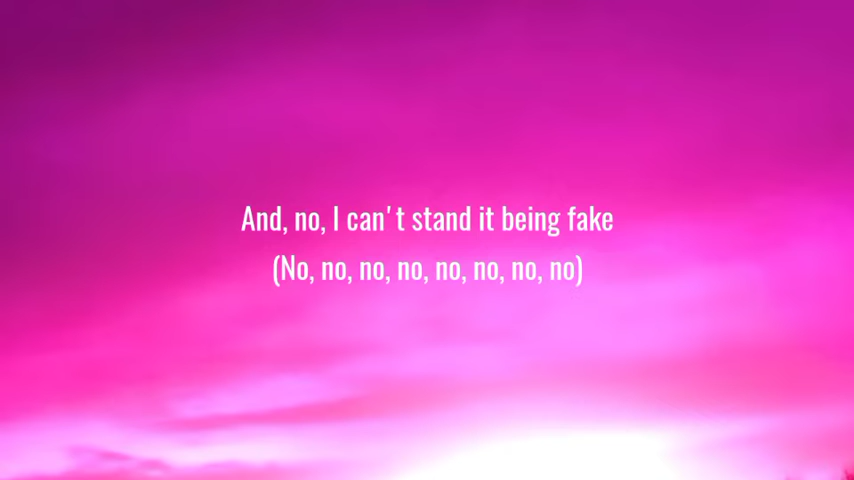 And, no, I can't stand it being fake
(No, no, no, no, no, no, no, no)